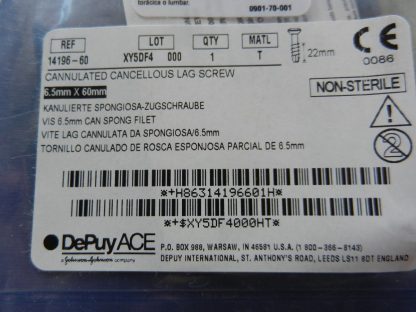 torácica o lumbar.
0901-70-001
REF LOT QTY MATL
14196-60 XY5DF4 000 1 T
22mm
CE
0086
CANNULATED CANCELLOUS LAG SCREW
6.5mm X 60mm
NON-STERILE
KANULIERTE SPONGIOSA-ZUGSCHRAUBE
VIS 6.5mm CAN SPONG FILET
VITE LAG CANNULATA DA SPONGIOSA/6.5mm
TORNILLO CANULADO DE ROSCA ESPONJOSA PARCIAL DE 6.5mm
2
*+H86314196601H*
*+$XY5DF4000HT*
DePuy ACE
a Johnson&Johnson company
P.O. BOX 988, WARSAW, IN 46581 U.S.A. (1 800-366-8143)
DEPUY INTERNATIONAL, ST. ANTHONY'S ROAD, LEEDS LS11 8DT ENGLAND